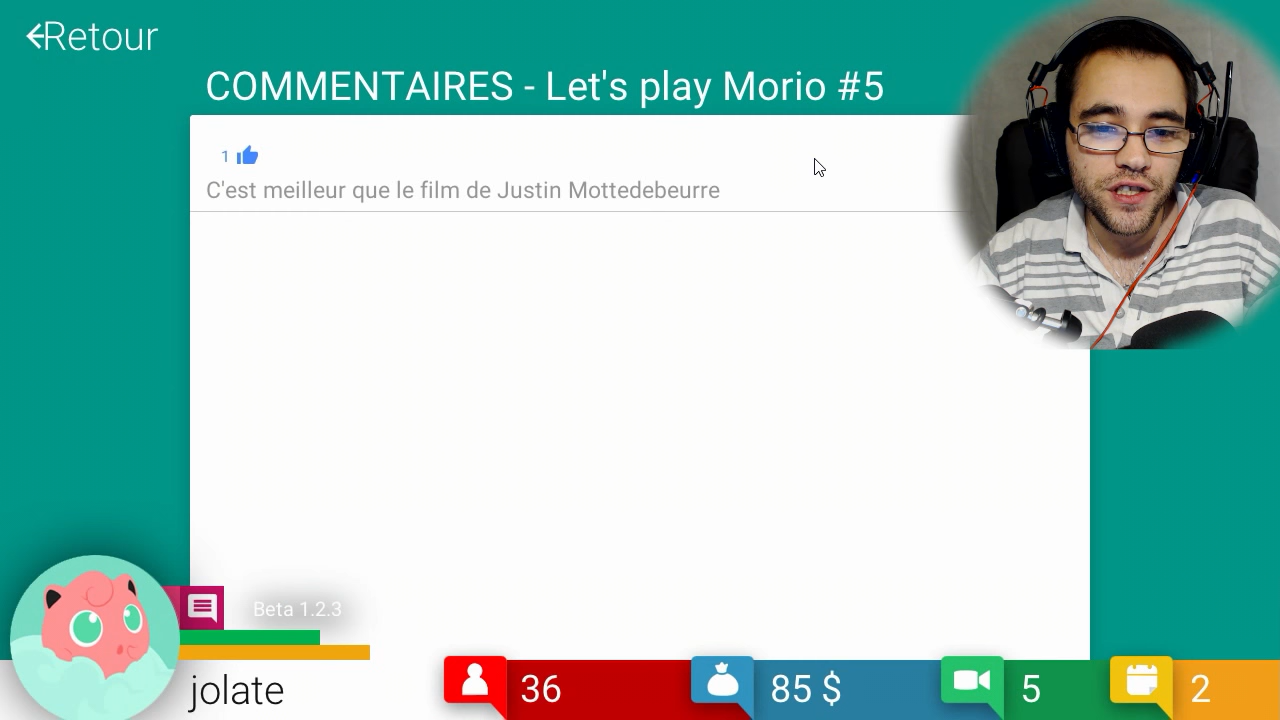 Retour
COMMENTAIRES - Let's play Morio #5
1
C'est meilleur que le film de Justin Mottedebeurre
Beta 1.2.3
jolate
36
85 $
5
2